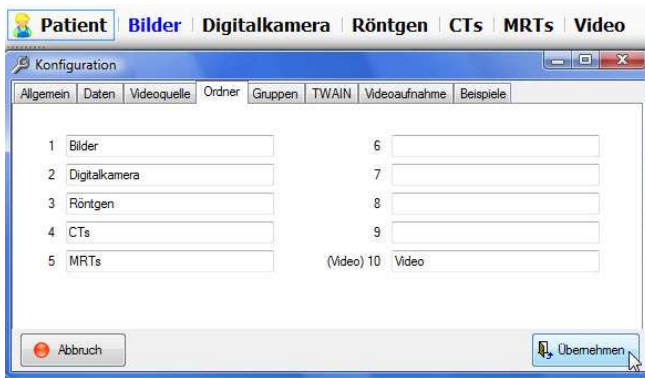 Patient Bilder Digitalkamera Röntgen CTs MRTs Video
Konfiguration
Allgemein Daten Videoquelle Ordner Gruppen TWAIN Videoaufnahme Beispiele
1 Bilder 6
2 Digitalkamera 7
3 Röntgen 8
4 CTs 9
5 MRTs (Video) 10 Video
Abbruch Übernehmen